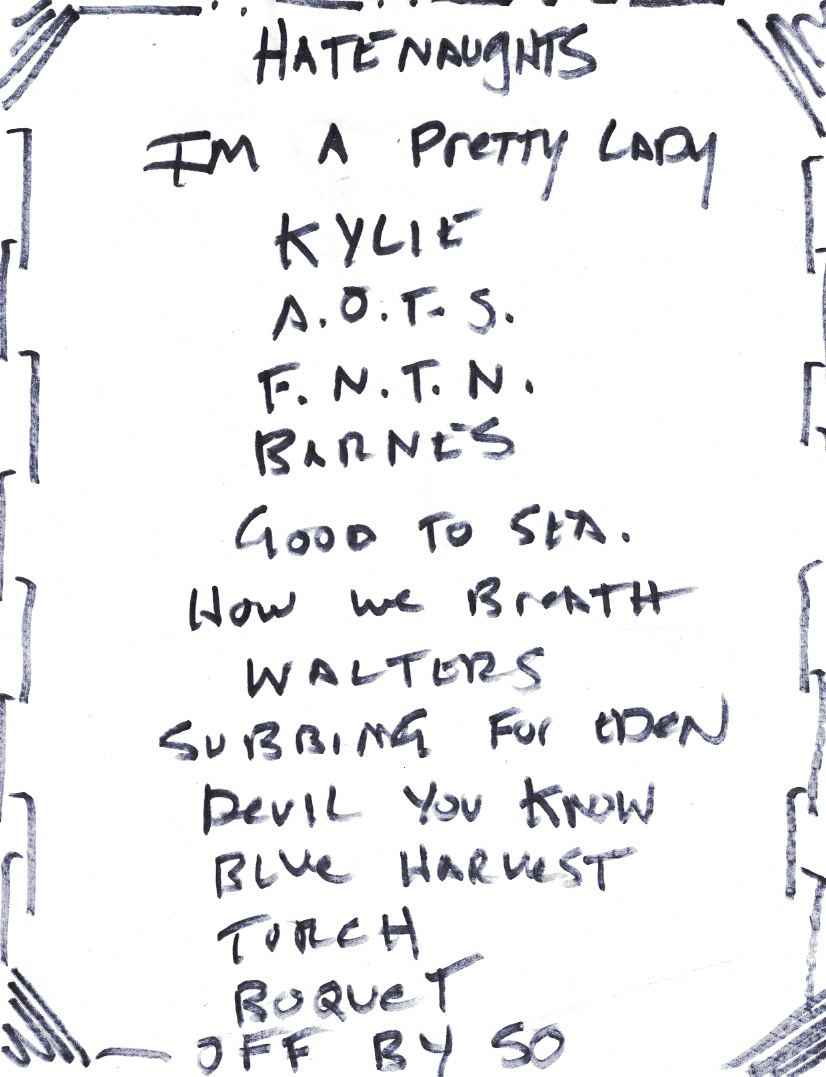 HATENAUGHTS
IM A Pretty LADY
KYLIE
A.O.T.S.
F.N.T.N.
BARNES
GOOD TO SEA.
How we BreATH
WALTERS
SUBBING For EDEN
DeVIL YOU KNOW
BLUe HARVeST
TORCH
BOQUeT
OFF BY SO